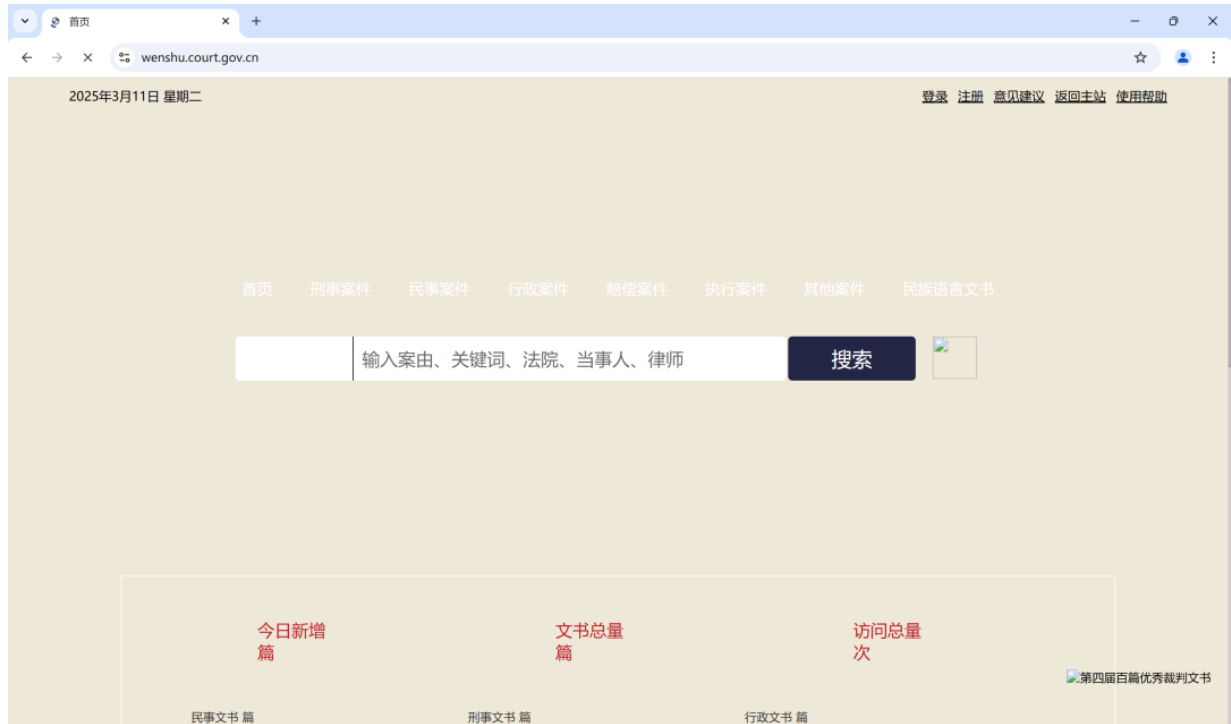 首页
wenshu.court.gov.cn
2025年3月11日 星期二
登录 注册 意见建议 返回主站 使用帮助
首页 刑事案件 民事案件 行政案件 赔偿案件 执行案件 其他案件 民族语言文书
输入案由、关键词、法院、当事人、律师 搜索
今日新增 文书总量 访问总量
篇 篇 次
第四届百篇优秀裁判文书
民事文书 篇 刑事文书 篇 行政文书 篇